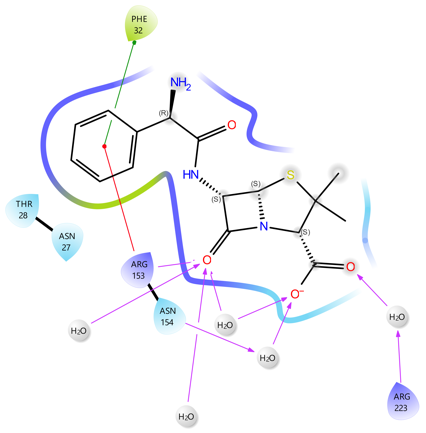 PHE
32
NH2
(R)
O
HN
(S)
(S)
S
(S)
N
O
O
O−
THR
28
ASN
27
ARG
153
ASN
154
H2O
H2O
H2O
H2O
H2O
ARG
223